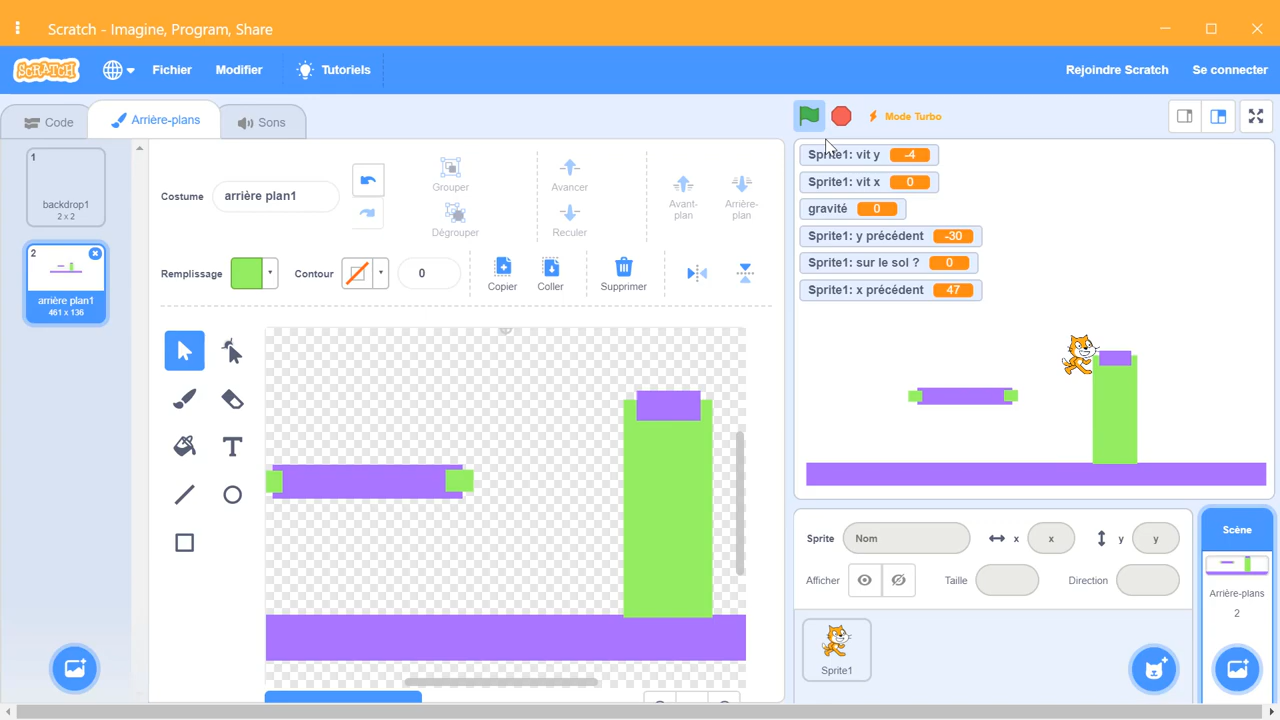 Scratch - Imagine, Program, Share
SCRATCH
Fichier
Modifier
Tutoriels
Rejoindre Scratch
Se connecter
Code
Arrière-plans
Sons
Mode Turbo
1
backdrop1
2 x 2
2
arrière plan1
461 x 136
Costume
arrière plan1
Grouper
Dégrouper
Avancer
Reculer
Avant-
plan
Arrière-
plan
Remplissage
Contour
0
Copier
Coller
Supprimer
Sprite1: vit y -4
Sprite1: vit x 0
gravité 0
Sprite1: y précédent -30
Sprite1: sur le sol ? 0
Sprite1: x précédent 47
Sprite
Nom
x
x
y
y
Afficher
Taille
Direction
Sprite1
Scène
Arrière-plans
2